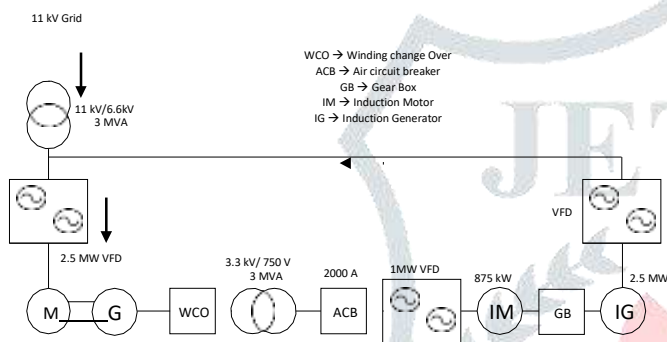 11 kV Grid
WCO → Winding change Over
ACB → Air circuit breaker
GB → Gear Box
IM → Induction Motor
IG → Induction Generator
11 kV/6.6kV
3 MVA
JET
VFD
2.5 MW VFD
3.3 kV/ 750 V
3 MVA
2000 A
1MW VFD
875 kW
2.5 MW
M
G
WCO
ACB
IM
GB
IG